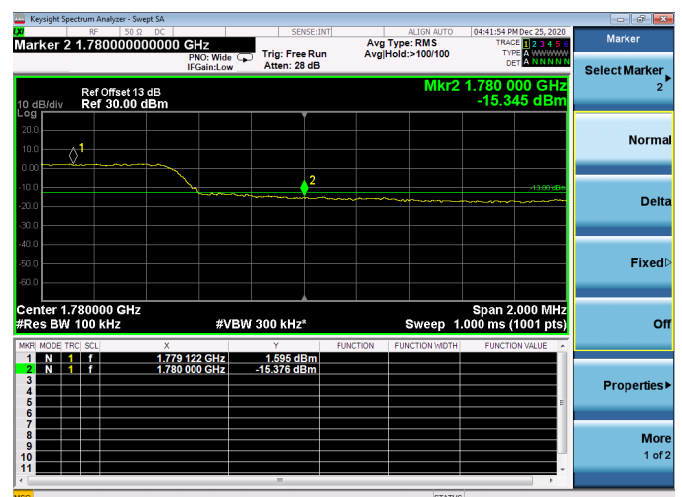 Keysight Spectrum Analyzer - Swept SA
RF 50 Ω DC SENSE:INT ALIGN AUTO 04:41:54 PM Dec 25, 2020
Marker 2 1.780000000000 GHz
PNO: Wide
IFGain:Low
Trig: Free Run
Atten: 28 dB
Avg Type: RMS
Avg|Hold:>100/100
TRACE 1 2 3 4 5 6
TYPE A WWWWW
DET A N N N N N
Mkr2 1.780 000 GHz
-15.345 dBm
Ref Offset 13 dB
10 dB/div Ref 30.00 dBm
Log
20.0
10.0
0.00
-10.0
-20.0
-30.0
-40.0
-50.0
-60.0
1
2
-13.00 dBm
Center 1.780000 GHz Span 2.000 MHz
#Res BW 100 kHz #VBW 300 kHz* Sweep 1.000 ms (1001 pts)
MKR MODE TRC SCL X Y FUNCTION FUNCTION WIDTH FUNCTION VALUE
1 N 1 f 1.779 122 GHz 1.595 dBm
2 N 1 f 1.780 000 GHz -15.376 dBm
3
4
5
6
7
8
9
10
11
MSG STATUS
Marker
Select Marker
2
Normal
Delta
Fixed
Off
Properties
More
1 of 2